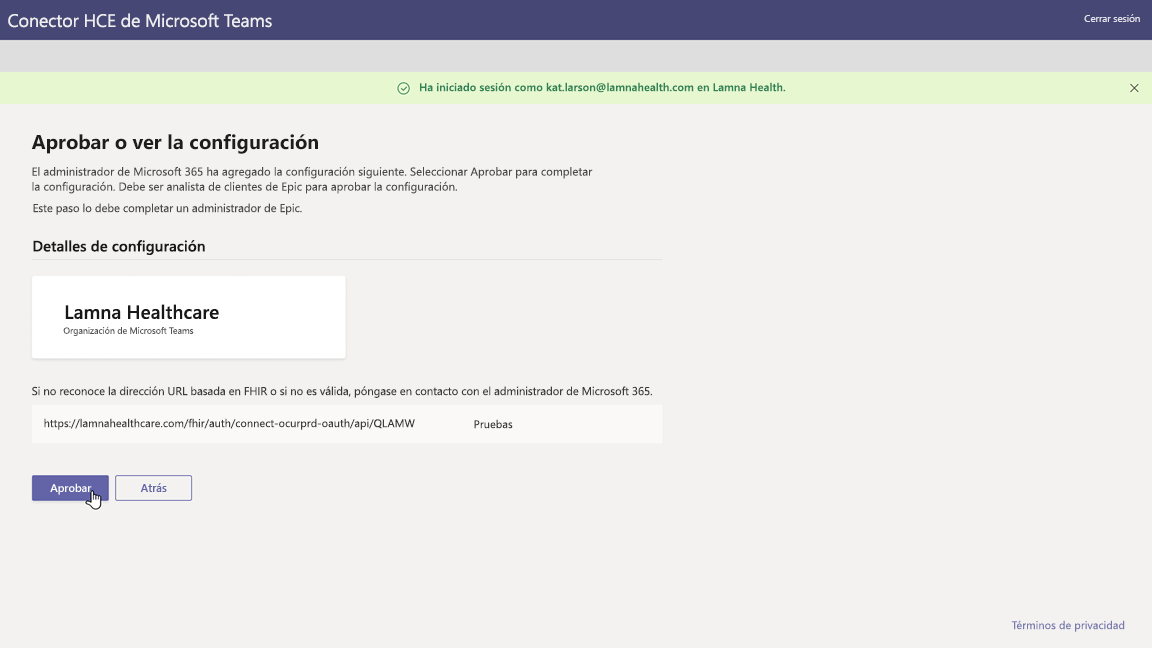 Conector HCE de Microsoft Teams
Cerrar sesión
Ha iniciado sesión como kat.larson@lamnahealth.com en Lamna Health.
Aprobar o ver la configuración
El administrador de Microsoft 365 ha agregado la configuración siguiente. Seleccionar Aprobar para completar
la configuración. Debe ser analista de clientes de Epic para aprobar la configuración.
Este paso lo debe completar un administrador de Epic.
Detalles de configuración
Lamna Healthcare
Organización de Microsoft Teams
Si no reconoce la dirección URL basada en FHIR o si no es válida, póngase en contacto con el administrador de Microsoft 365.
https://lamnahealthcare.com/fhir/auth/connect-ocurprd-oauth/api/QLAMW
Pruebas
Aprobar
Atrás
Términos de privacidad